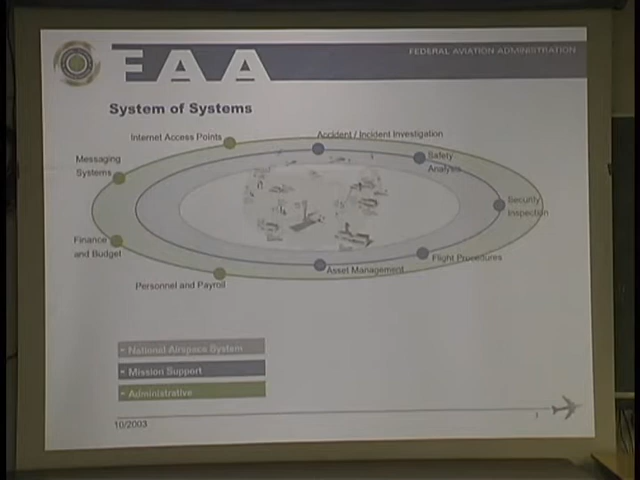 FAA
FEDERAL AVIATION ADMINISTRATION
System of Systems
Internet Access Points
Accident / Incident Investigation
Messaging
Systems
Safety
Analysis
Security
Inspection
Finance
and Budget
Flight Procedures
Asset Management
Personnel and Payroll
- National Airspace System
- Mission Support
- Administrative
10/2003